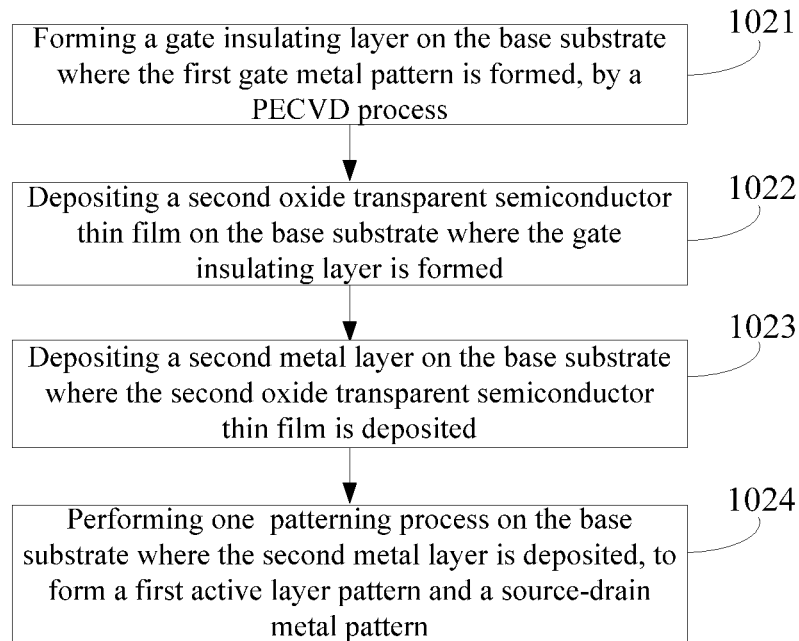 1021
Forming a gate insulating layer on the base substrate
where the first gate metal pattern is formed, by a
PECVD process
1022
Depositing a second oxide transparent semiconductor
thin film on the base substrate where the gate
insulating layer is formed
1023
Depositing a second metal layer on the base substrate
where the second oxide transparent semiconductor
thin film is deposited
1024
Performing one patterning process on the base
substrate where the second metal layer is deposited, to
form a first active layer pattern and a source-drain
metal pattern